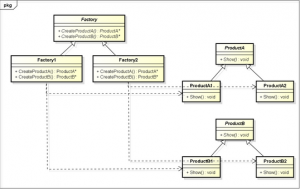 pkg
Factory
+ CreateProductA() : ProductA*
+ CreateProductB() : ProductB*
Factory1
+ CreateProductA() : ProductA*
+ CreateProductB() : ProductB*
Factory2
+ CreateProductA() : ProductA*
+ CreateProductB() : ProductB*
ProductA
+ Show() : void
ProductA1
+ Show() : void
ProductA2
+ Show() : void
ProductB
+ Show() : void
ProductB1
+ Show() : void
ProductB2
+ Show() : void